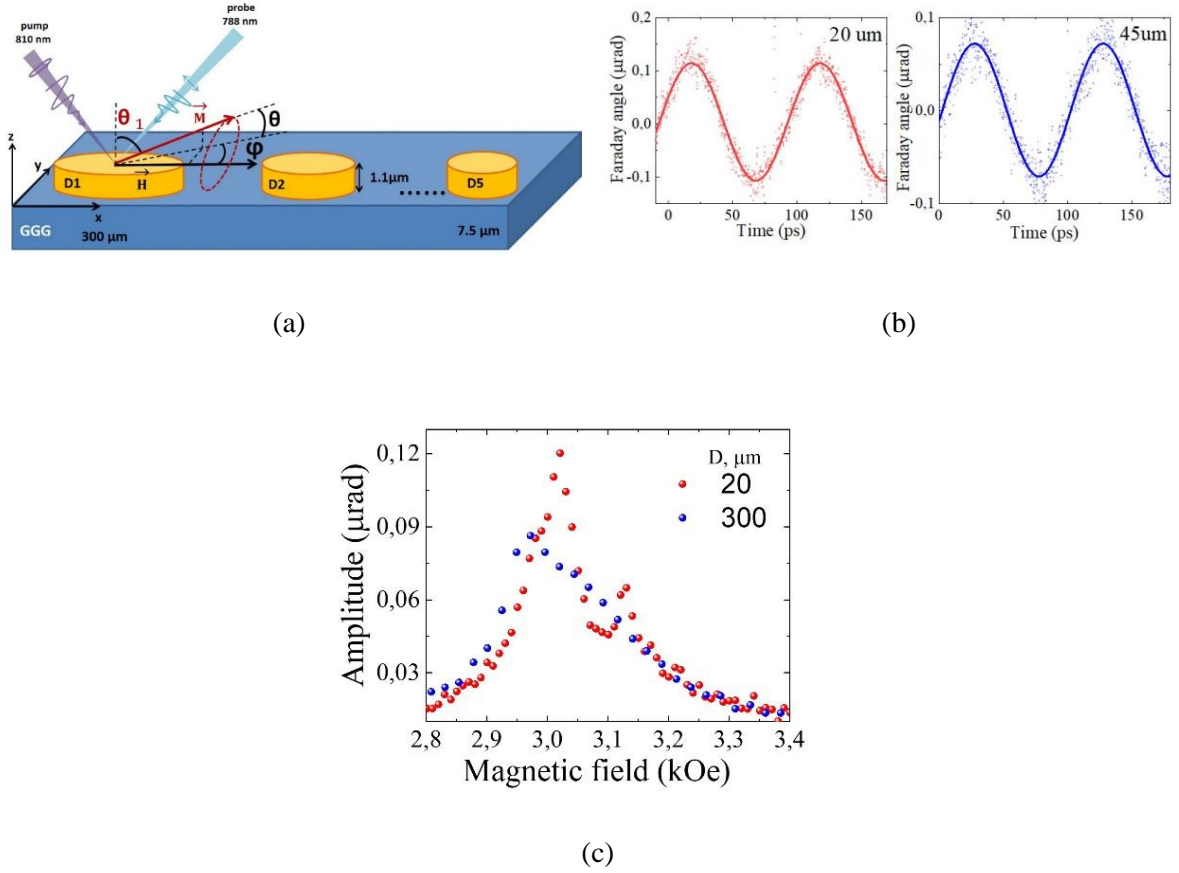 pump
810 nm
probe
788 nm
θ 1
M
θ
φ
z
y
x
D1
H
D2
1.1μm
D5
GGG
300 μm
7.5 μm
(a)
Faraday angle (μrad)
0,2
0,1
0,0
-0,1
20 um
0
50
100
150
Time (ps)
Faraday angle (μrad)
0,1
0,0
-0,1
45um
0
50
100
150
Time (ps)
(b)
Amplitude (μrad)
0,12
0,09
0,06
0,03
D, μm
20
300
2,8 2,9 3,0 3,1 3,2 3,3 3,4
Magnetic field (kOe)
(c)